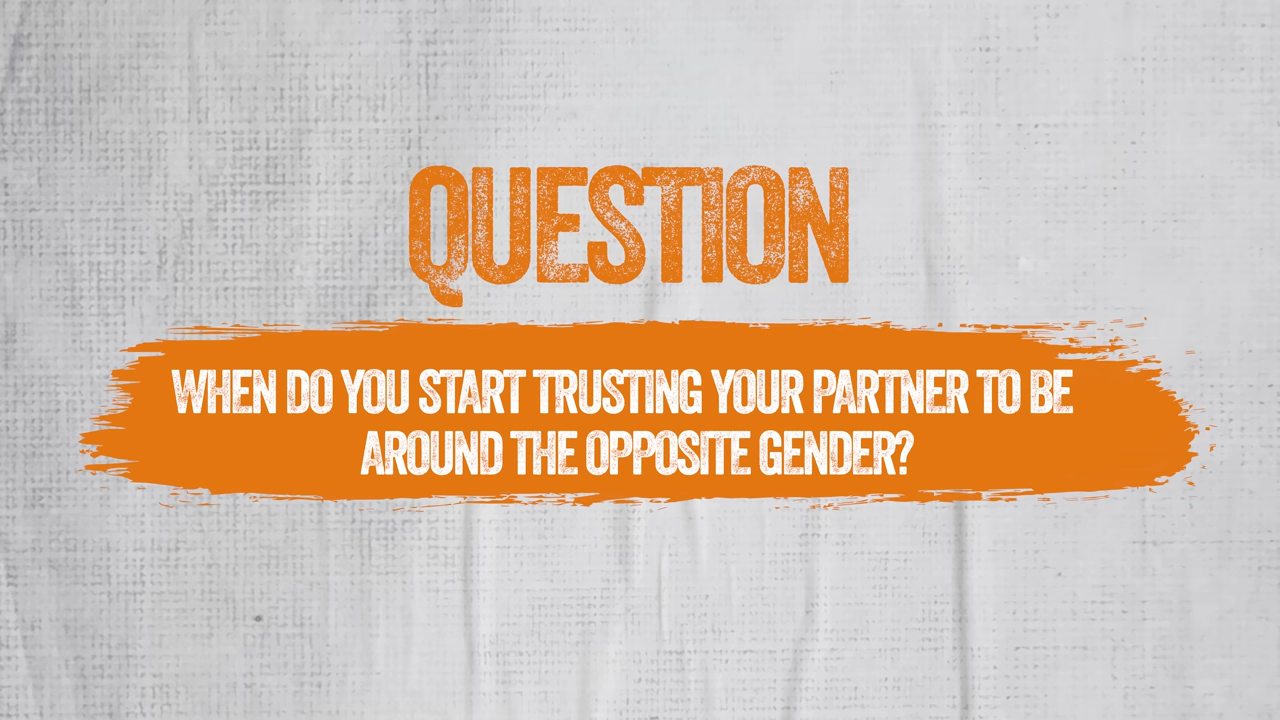 QUESTION
WHEN DO YOU START TRUSTING YOUR PARTNER TO BE
AROUND THE OPPOSITE GENDER?